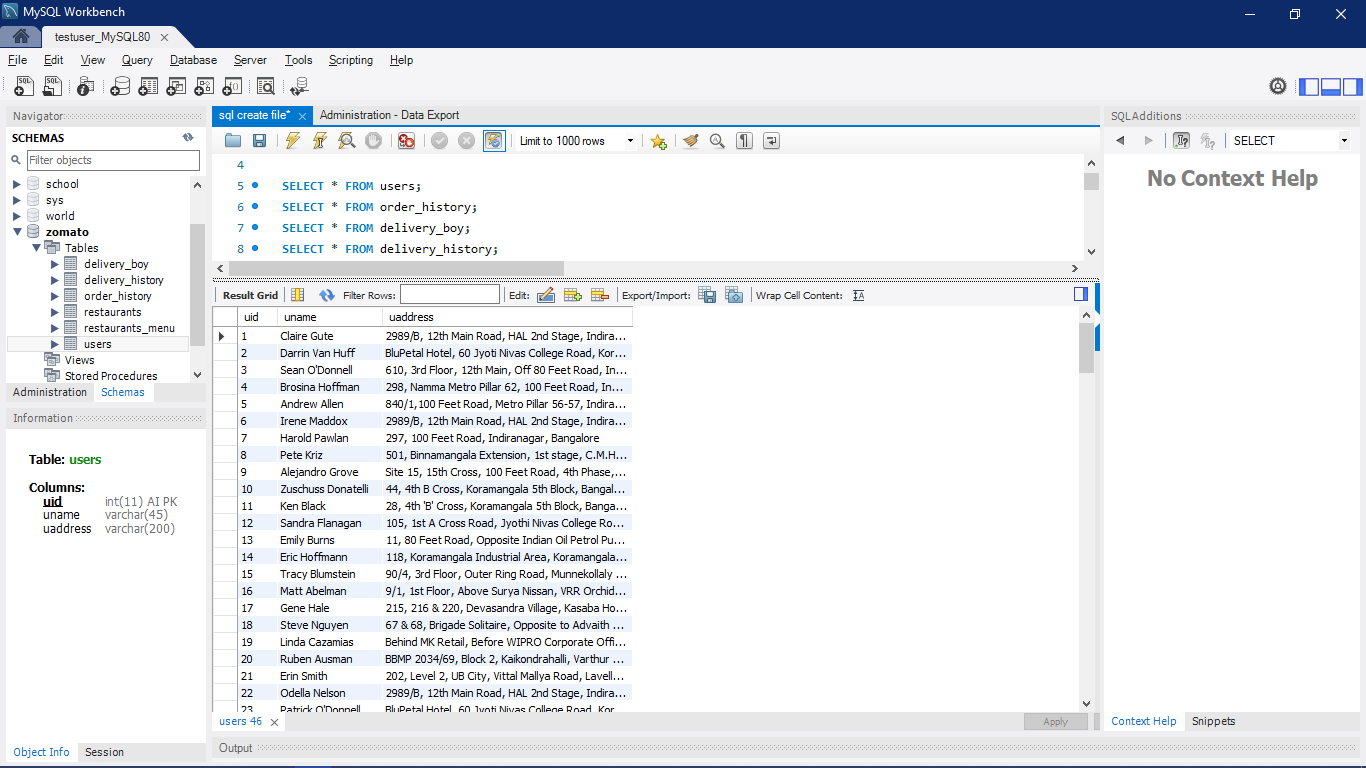 MySQL Workbench
testuser_MySQL80
File Edit View Query Database Server Tools Scripting Help
Navigator
SCHEMAS
Filter objects
school
sys
world
zomato
Tables
delivery_boy
delivery_history
order_history
restaurants
restaurants_menu
users
Views
Stored Procedures
Administration Schemas
Information
Table: users
Columns:
uid int(11) AI PK
uname varchar(45)
uaddress varchar(200)
Object Info Session
sql create file* Administration - Data Export
Limit to 1000 rows
4
5 SELECT * FROM users;
6 SELECT * FROM order_history;
7 SELECT * FROM delivery_boy;
8 SELECT * FROM delivery_history;
Result Grid Filter Rows: Edit: Export/Import: Wrap Cell Content:
uid uname uaddress
1 Claire Gute 2989/B, 12th Main Road, HAL 2nd Stage, Indira...
2 Darrin Van Huff BluPetal Hotel, 60 Jyoti Nivas College Road, Kor...
3 Sean O'Donnell 610, 3rd Floor, 12th Main, Off 80 Feet Road, In...
4 Brosina Hoffman 298, Namma Metro Pillar 62, 100 Feet Road, In...
5 Andrew Allen 840/1,100 Feet Road, Metro Pillar 56-57, Indira...
6 Irene Maddox 2989/B, 12th Main Road, HAL 2nd Stage, Indira...
7 Harold Pawlan 297, 100 Feet Road, Indiranagar, Bangalore
8 Pete Kriz 501, Binnamangala Extension, 1st stage, C.M.H...
9 Alejandro Grove Site 15, 15th Cross, 100 Feet Road, 4th Phase,...
10 Zuschuss Donatelli 44, 4th B Cross, Koramangala 5th Block, Bangal...
11 Ken Black 28, 4th 'B' Cross, Koramangala 5th Block, Banga...
12 Sandra Flanagan 105, 1st A Cross Road, Jyothi Nivas College Ro...
13 Emily Burns 11, 80 Feet Road, Opposite Indian Oil Petrol Pu...
14 Eric Hoffmann 118, Koramangala Industrial Area, Koramangala...
15 Tracy Blumstein 90/4, 3rd Floor, Outer Ring Road, Munnekollaly ...
16 Matt Abelman 9/1, 1st Floor, Above Surya Nissan, VRR Orchid...
17 Gene Hale 215, 216 & 220, Devasandra Village, Kasaba Ho...
18 Steve Nguyen 67 & 68, Brigade Solitaire, Opposite to Advaith ...
19 Linda Cazamias Behind MK Retail, Before WIPRO Corporate Offi...
20 Ruben Ausman BBMP 2034/69, Block 2, Kaikondrahalli, Varthur ...
21 Erin Smith 202, Level 2, UB City, Vittal Mallya Road, Lavell...
22 Odella Nelson 2989/B, 12th Main Road, HAL 2nd Stage, Indira...
23 Patrick O'Donnell BluPetal Hotel, 60 Jyoti Nivas College Road, Kor...
users 46
Apply
Output
SQLAdditions
SELECT
No Context Help
Context Help Snippets